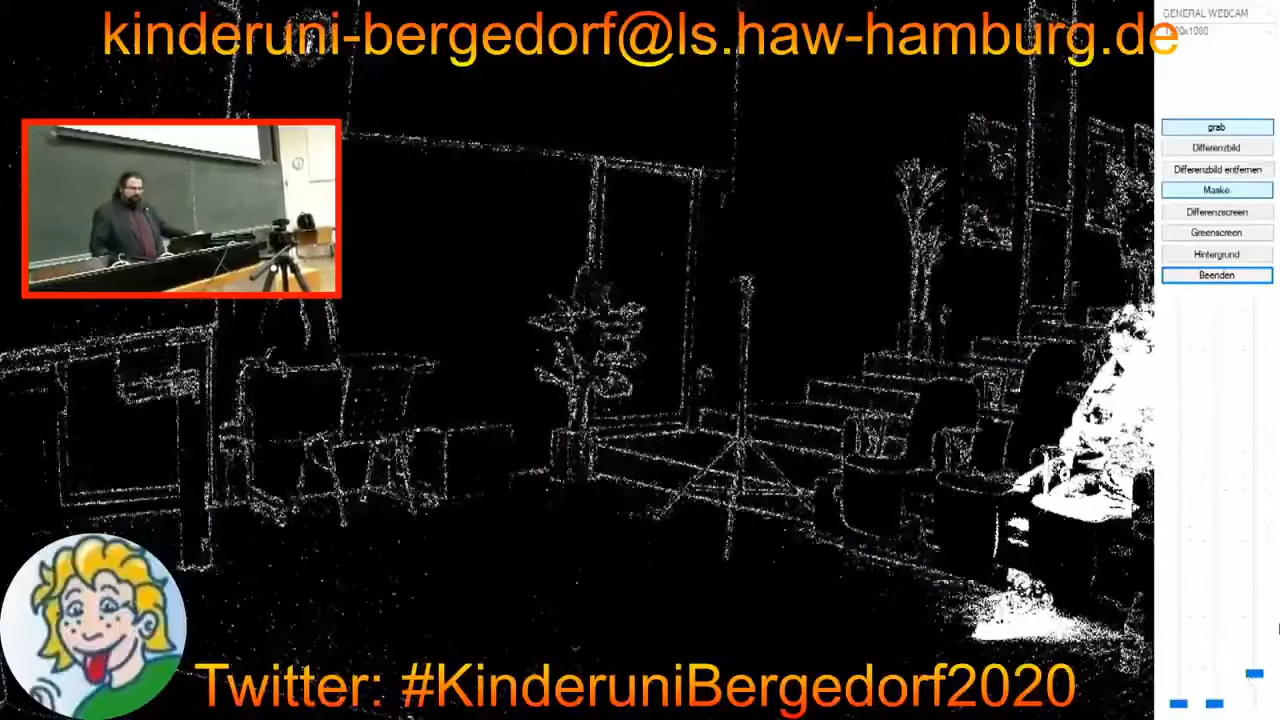 kinderuni-bergedorf@ls.haw-hamburg.de
GENERAL WEBCAM
grab
Differenzbild
Differenzbild entfernen
Maske
Differenzscreen
Greenscreen
Hintergrund
Beenden
Twitter: #KinderuniBergedorf2020